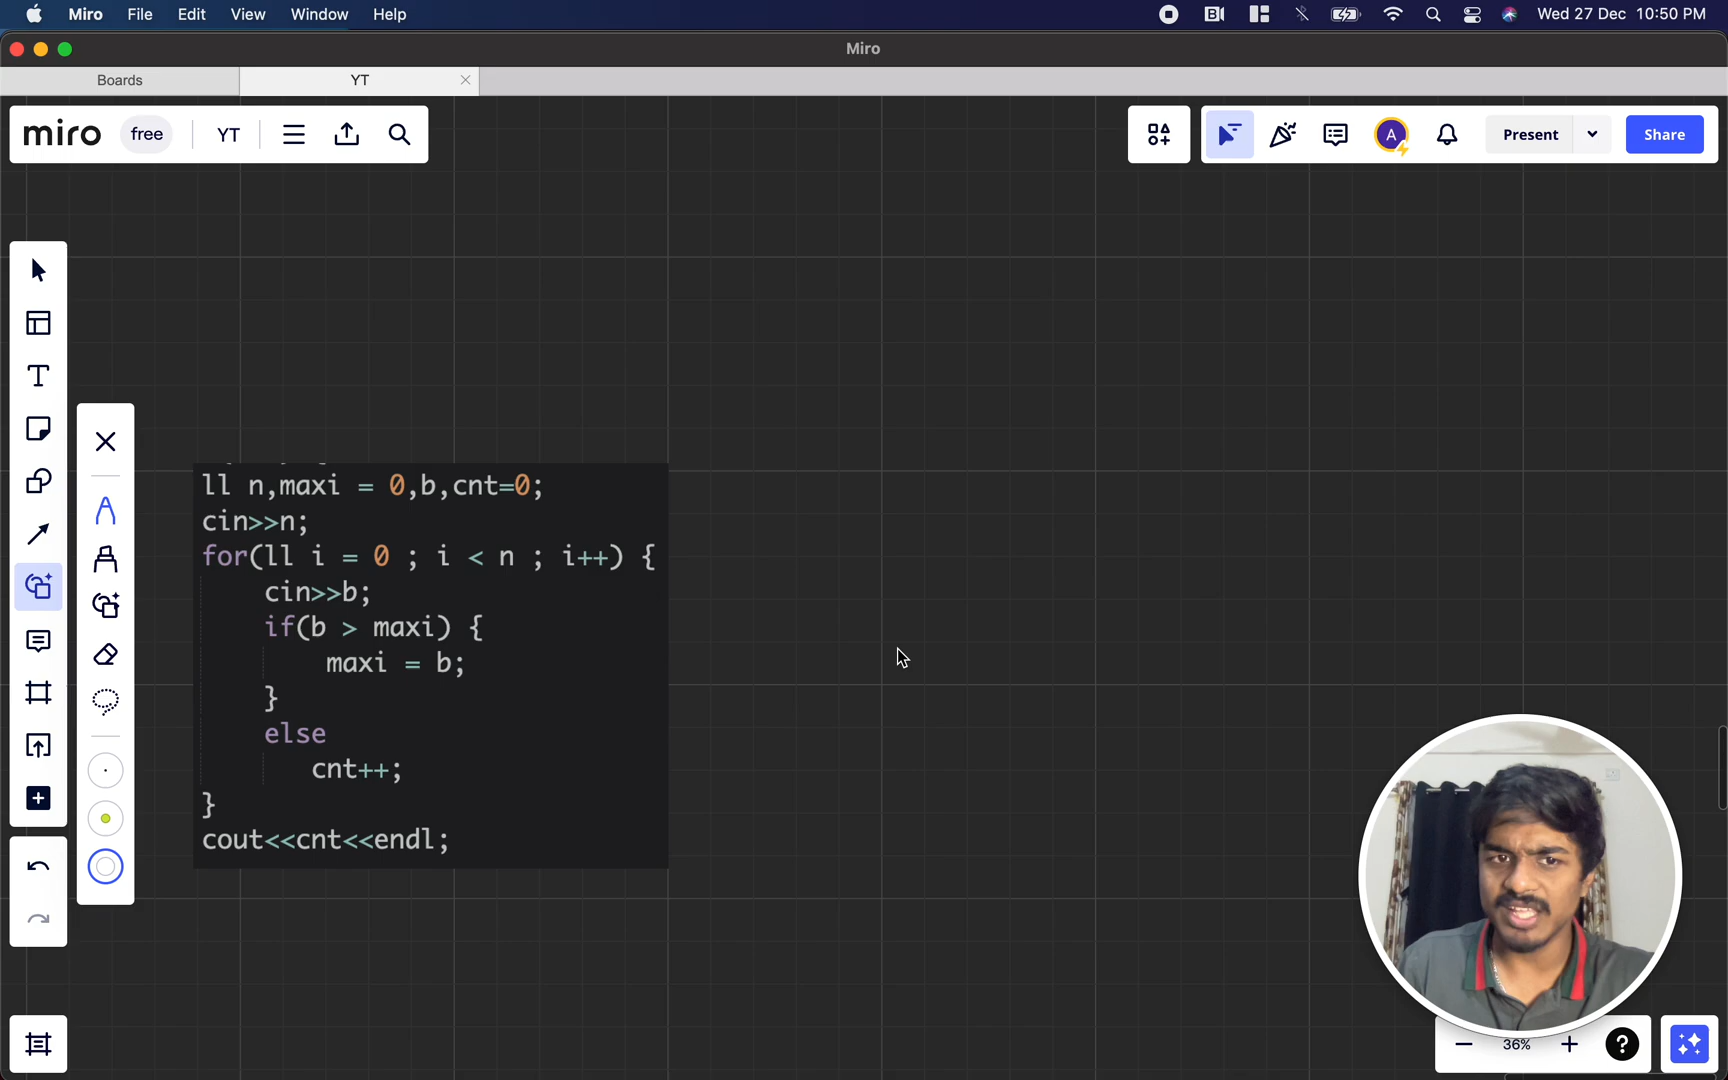 Miro File Edit View Window Help
Wed 27 Dec 10:50 PM
Miro
Boards YT
miro free YT
A Present Share
ll n,maxi = 0,b,cnt=0;
cin>>n;
for(ll i = 0 ; i < n ; i++) {
cin>>b;
if(b > maxi) {
maxi = b;
}
else
cnt++;
}
cout<<cnt<<endl;
36% ?